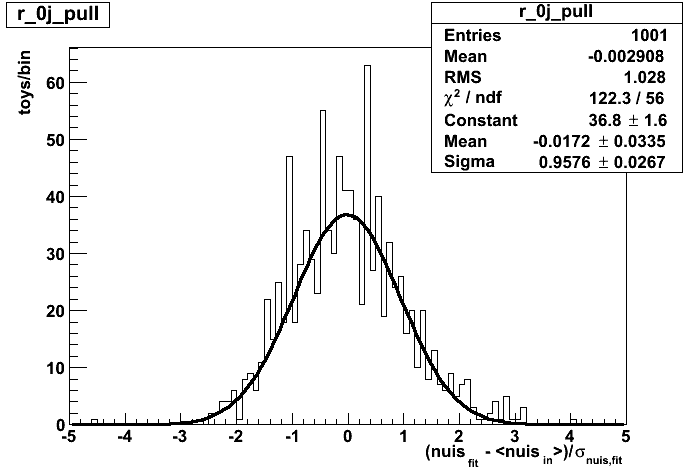 r_0j_pull
r_0j_pull
Entries 1001
Mean -0.002908
RMS 1.028
χ² / ndf 122.3 / 56
Constant 36.8 ± 1.6
Mean -0.0172 ± 0.0335
Sigma 0.9576 ± 0.0267
toys/bin
60
50
40
30
20
10
0
-5 -4 -3 -2 -1 0 1 2 3 4 5
(nuis_fit - <nuis_in>)/σ_nuis,fit